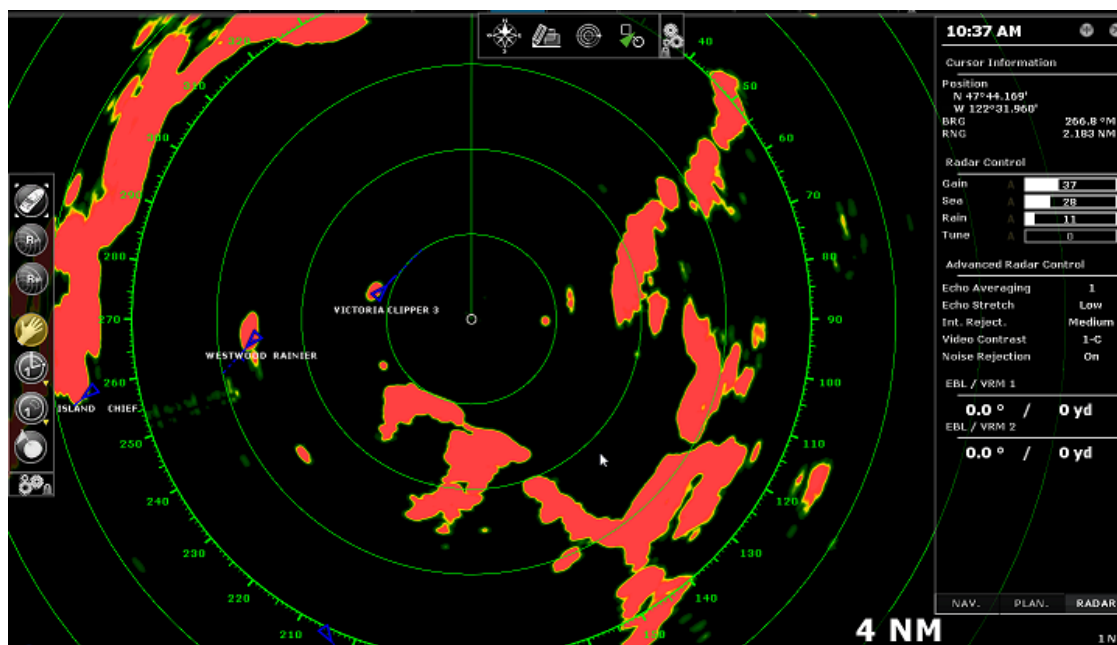 10:37 AM
Cursor Information
Position
N 47°44.169'
W 122°31.960'
BRG 266.8 °M
RNG 2.183 NM
Radar Control
Gain A 37
Sea A 28
Rain A 11
Tune A 0
Advanced Radar Control
Echo Averaging 1
Echo Stretch Low
Int. Reject. Medium
Video Contrast 1-C
Noise Rejection On
EBL / VRM 1
0.0 ° / 0 yd
EBL / VRM 2
0.0 ° / 0 yd
NAV. PLAN. RADAR
4 NM
1 N
320
310
300
290
280
270
260
250
240
230
220
210
40
50
60
70
80
90
100
110
120
130
140
150
VICTORIA CLIPPER 3
WESTWOOD RAINIER
ISLAND CHIEF
R-
R+
1
1